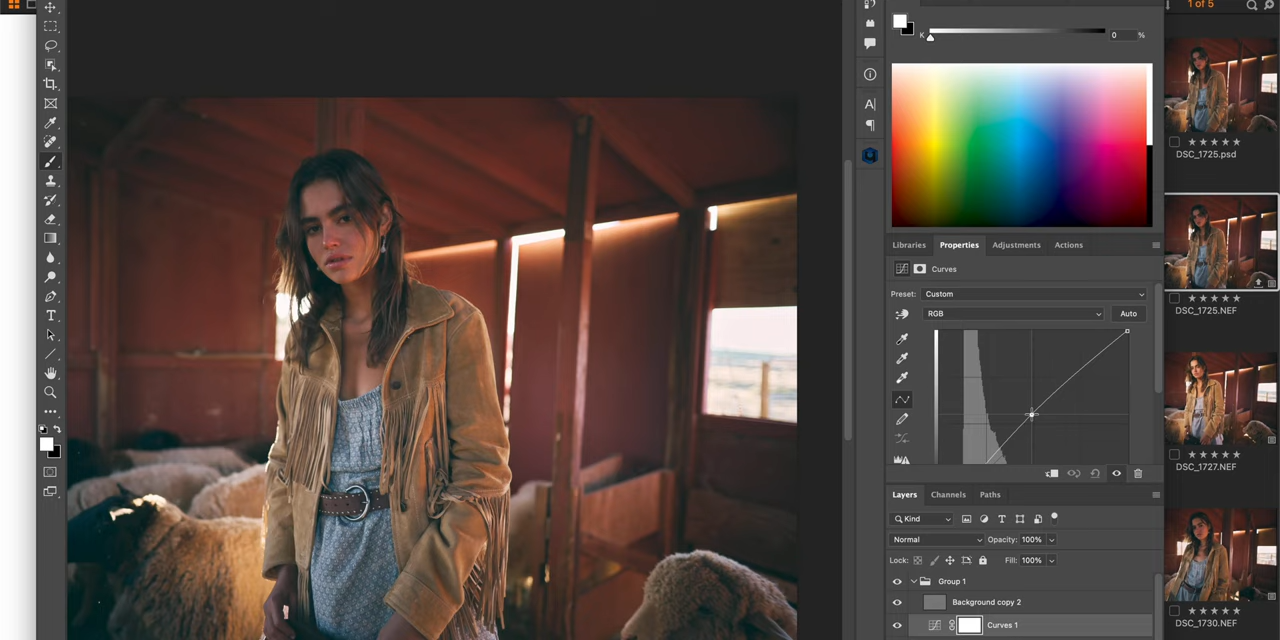 1 of 5
K
0
%
DSC_1725.psd
Libraries
Properties
Adjustments
Actions
Curves
DSC_1725.NEF
Preset:
Custom
RGB
Auto
DSC_1727.NEF
Layers
Channels
Paths
Kind
Normal
Opacity:
100%
Lock:
Fill:
100%
Group 1
Background copy 2
DSC_1730.NEF
Curves 1